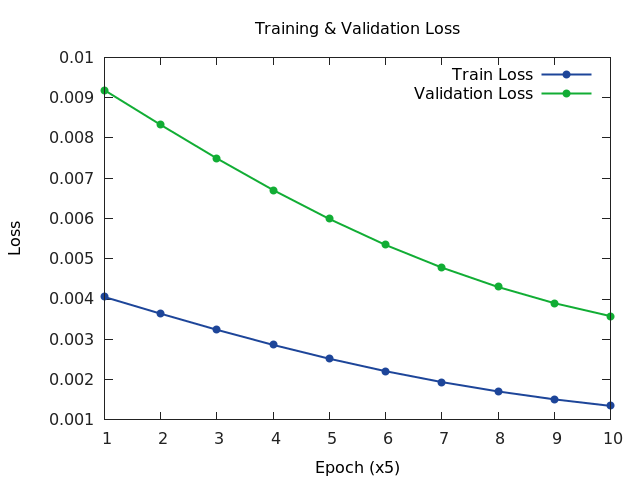 Training & Validation Loss
Train Loss
Validation Loss
0.01
0.009
0.008
0.007
0.006
0.005
0.004
0.003
0.002
0.001
Loss
1 2 3 4 5 6 7 8 9 10
Epoch (x5)